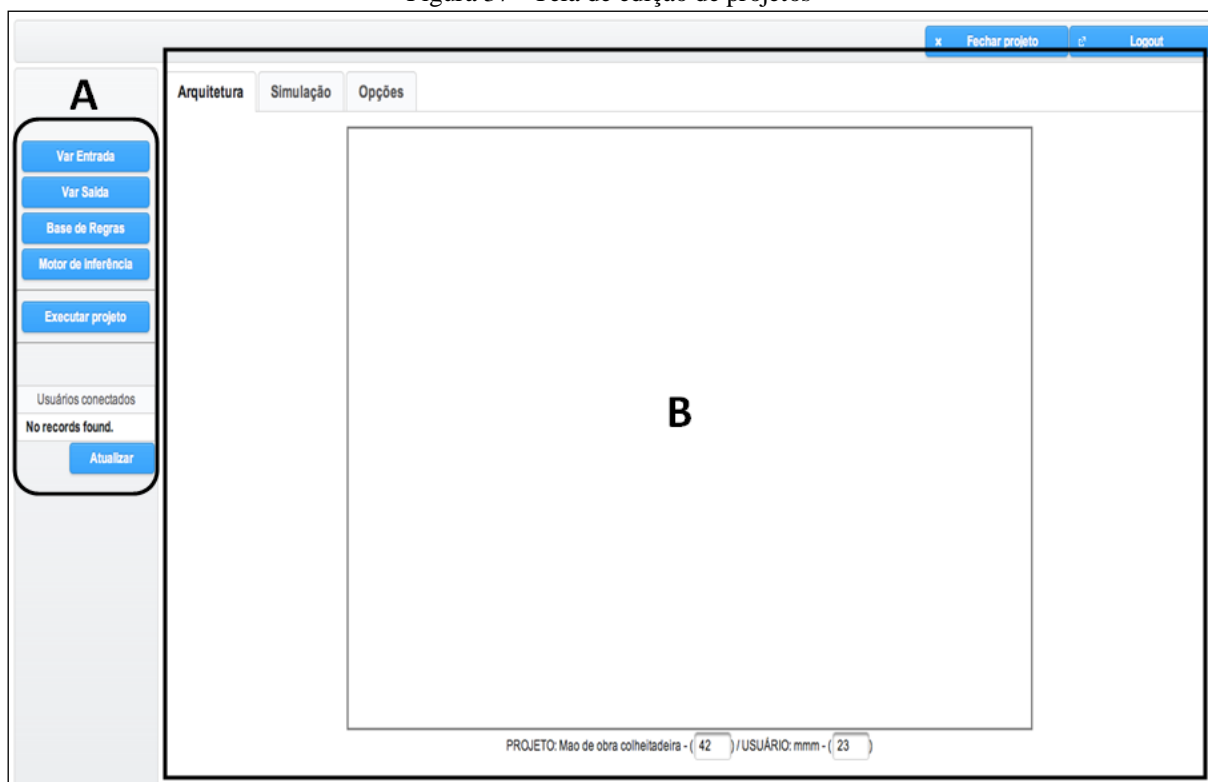 x Fechar projeto Logout
A
Arquitetura Simulação Opções
Var Entrada
Var Saida
Base de Regras
Motor de Inferência
Executar projeto
Usuários conectados
No records found.
Atualizar
B
PROJETO: Mao de obra colheitadeira - ( 42 ) / USUÁRIO: mmm - ( 23 )